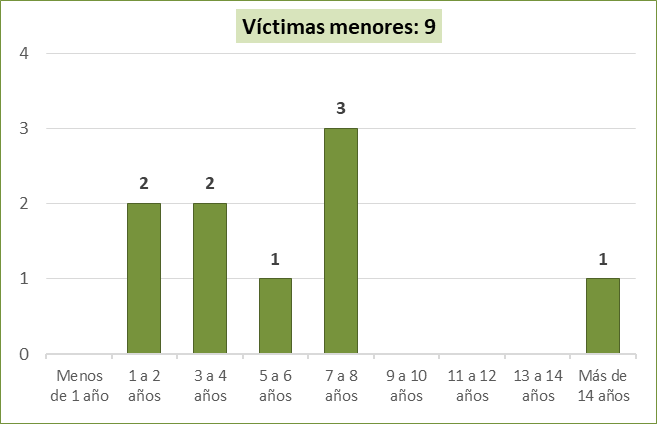 Víctimas menores: 9
4
3
2
1
0
2
2
1
3
1
Menos de 1 año
1 a 2 años
3 a 4 años
5 a 6 años
7 a 8 años
9 a 10 años
11 a 12 años
13 a 14 años
Más de 14 años